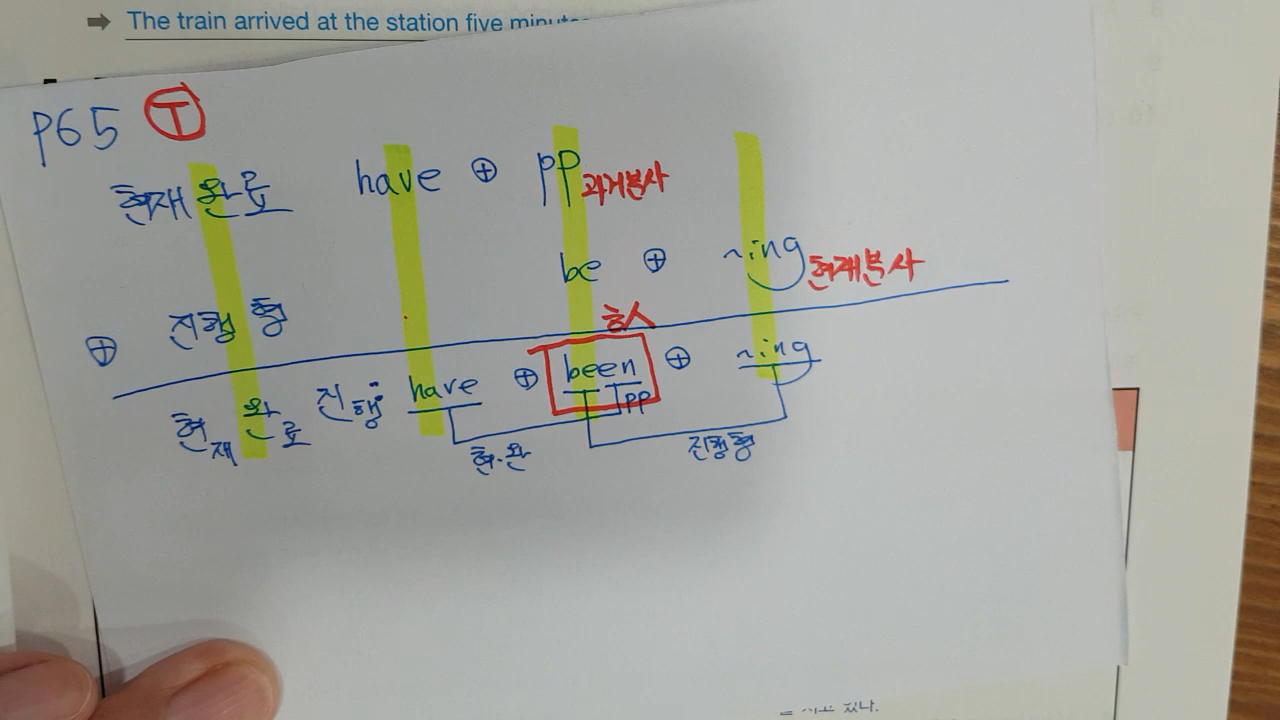 ➡ The train arrived at the station five
P65 Ⓣ
현재 완료 have ⊕ pp 과거분사
be ⊕ ~ing 현재분사
⊕ 진행형
현재 완료 진행: have ⊕ been ⊕ ~ing
pp
현.완 진행형